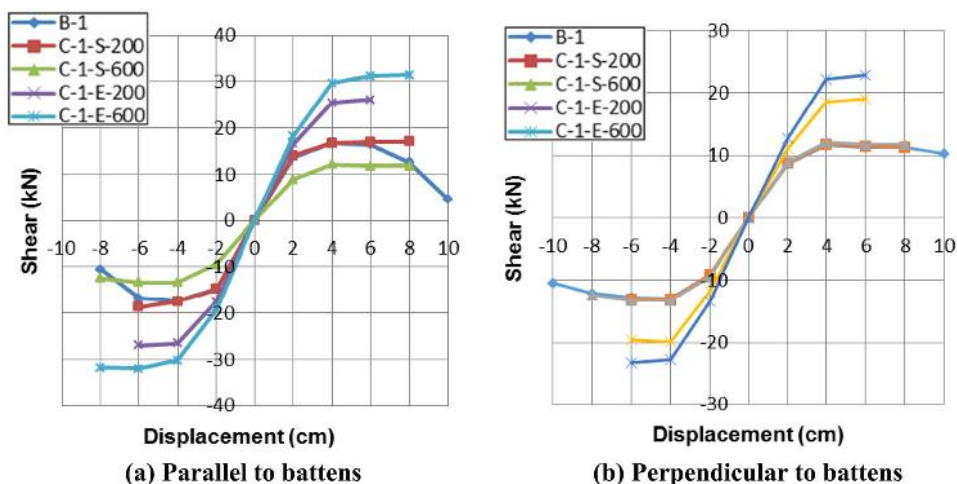 B-1
C-1-S-200
C-1-S-600
C-1-E-200
C-1-E-600
40
30
20
10
0
-10
-20
-30
-40
-10 -8 -6 -4 -2 0 2 4 6 8 10
Shear (kN)
Displacement (cm)
(a) Parallel to battens
B-1
C-1-S-200
C-1-S-600
C-1-E-200
C-1-E-600
30
20
10
0
-10
-20
-30
-10 -8 -6 -4 -2 0 2 4 6 8 10
Shear (kN)
Displacement (cm)
(b) Perpendicular to battens